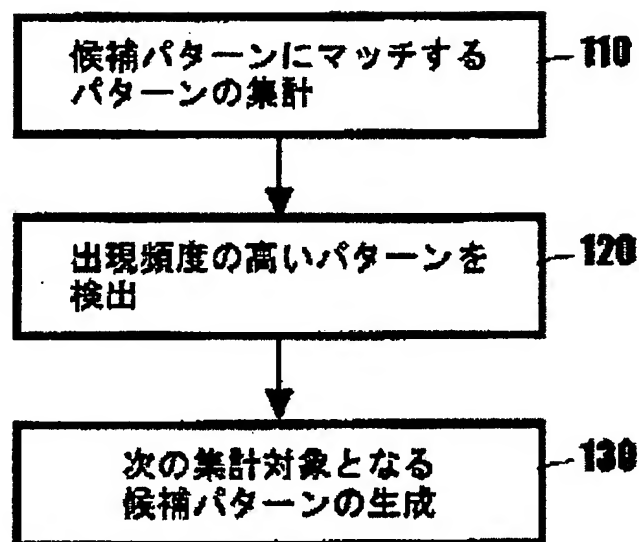 候補パターンにマッチする
パターンの集計
110
出現頻度の高いパターンを
検出
120
次の集計対象となる
候補パターンの生成
130